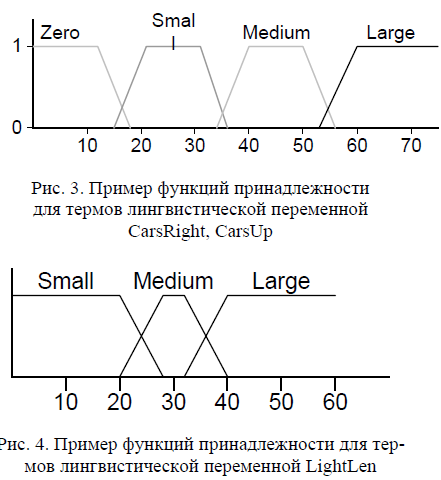 Zero Small Medium Large
1
0
10 20 30 40 50 60 70
Рис. 3. Пример функций принадлежности
для термов лингвистической переменной
CarsRight, CarsUp
Small Medium Large
10 20 30 40 50 60
Рис. 4. Пример функций принадлежности для тер-
мов лингвистической переменной LightLen